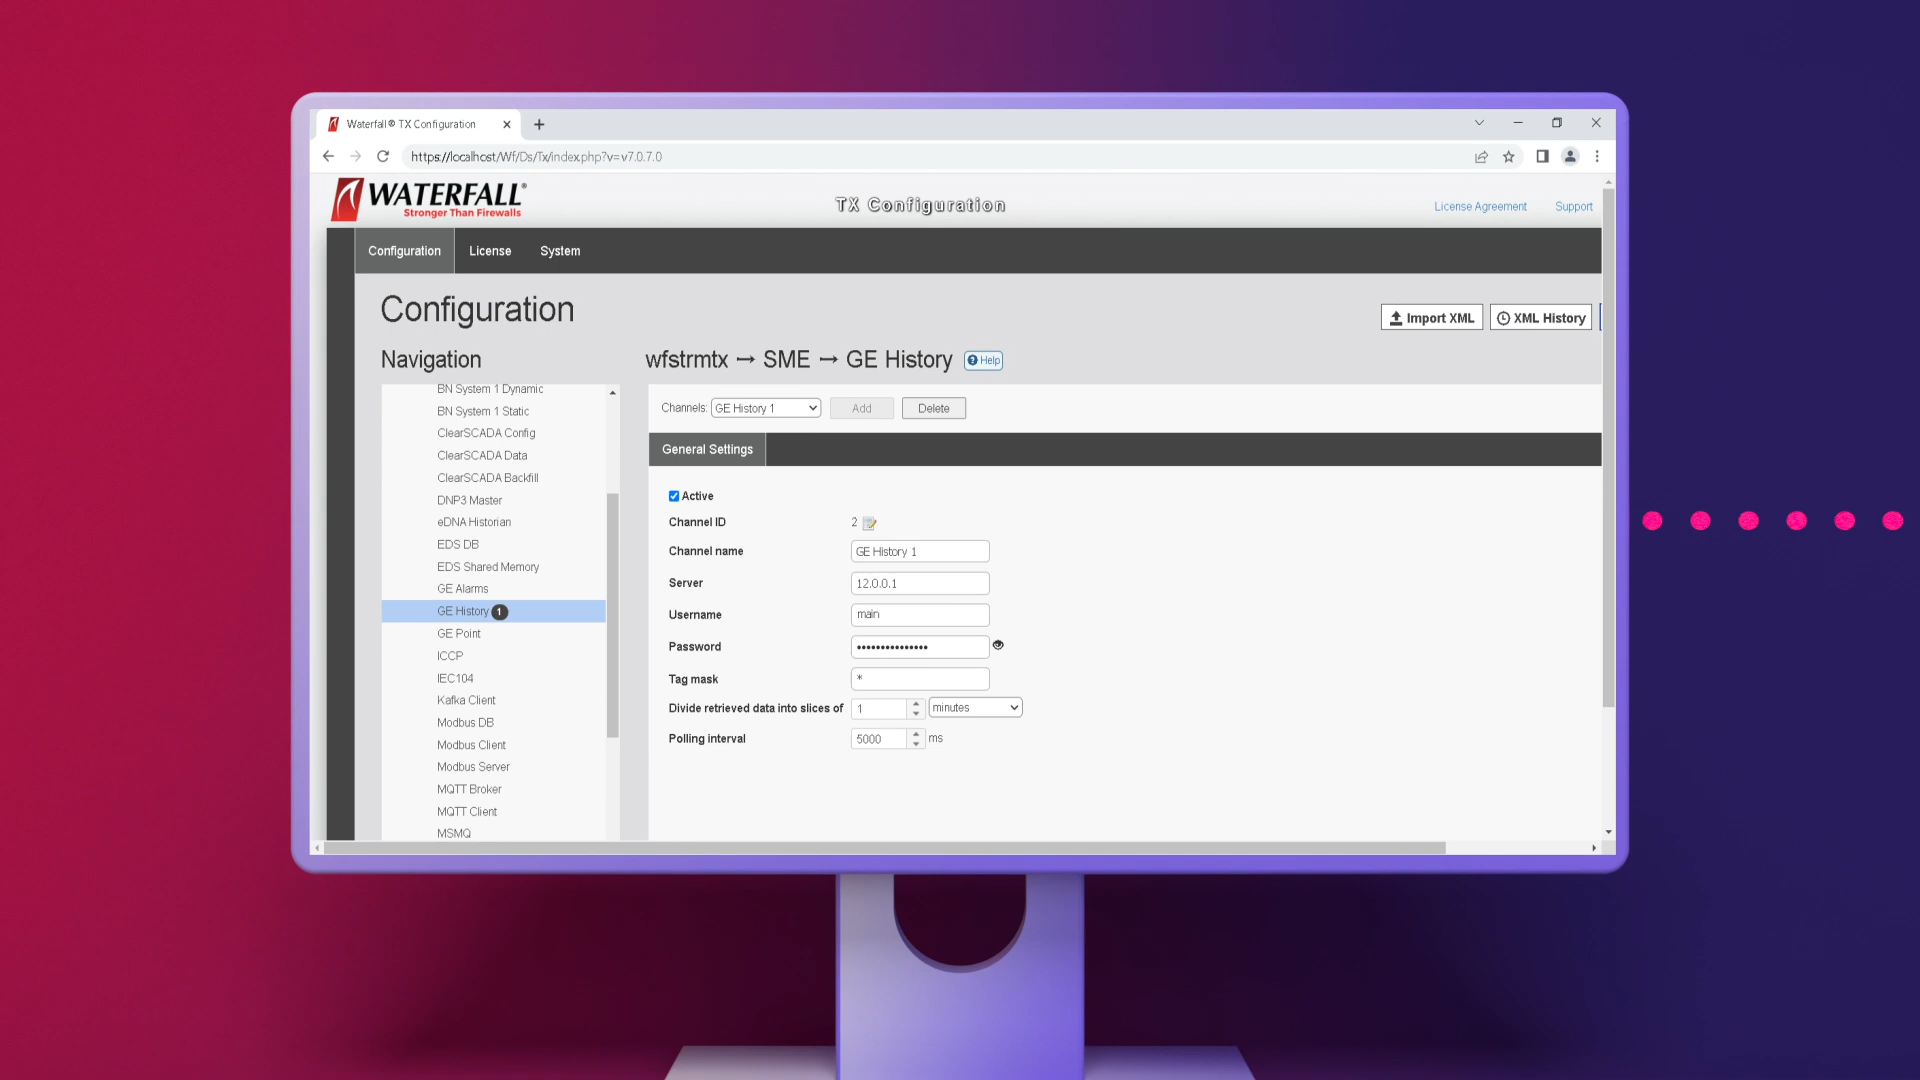 Waterfall® TX Configuration
https://localhost/Wf/Ds/Tx/index.php?v=v7.0.7.0
WATERFALL®
Stronger Than Firewalls
TX Configuration
License Agreement
Support
Configuration
License
System
Configuration
Import XML
XML History
Navigation
wfstrmtx → SME → GE History
Help
BN System 1 Dynamic
BN System 1 Static
ClearSCADA Config
ClearSCADA Data
ClearSCADA Backfill
DNP3 Master
eDNA Historian
EDS DB
EDS Shared Memory
GE Alarms
GE History 1
GE Point
ICCP
IEC104
Kafka Client
Modbus DB
Modbus Client
Modbus Server
MQTT Broker
MQTT Client
MSMQ
Channels: GE History 1
Add
Delete
General Settings
Active
Channel ID 2
Channel name GE History 1
Server 12.0.0.1
Username main
Password •••••••••••••••
Tag mask *
Divide retrieved data into slices of 1 minutes
Polling interval 5000 ms